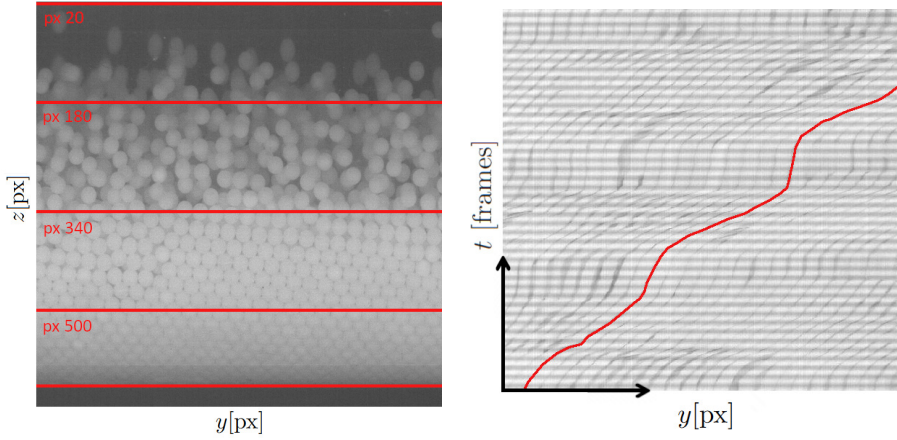 px 20
px 180
px 340
px 500
z[px]
y[px]
t [frames]
y[px]